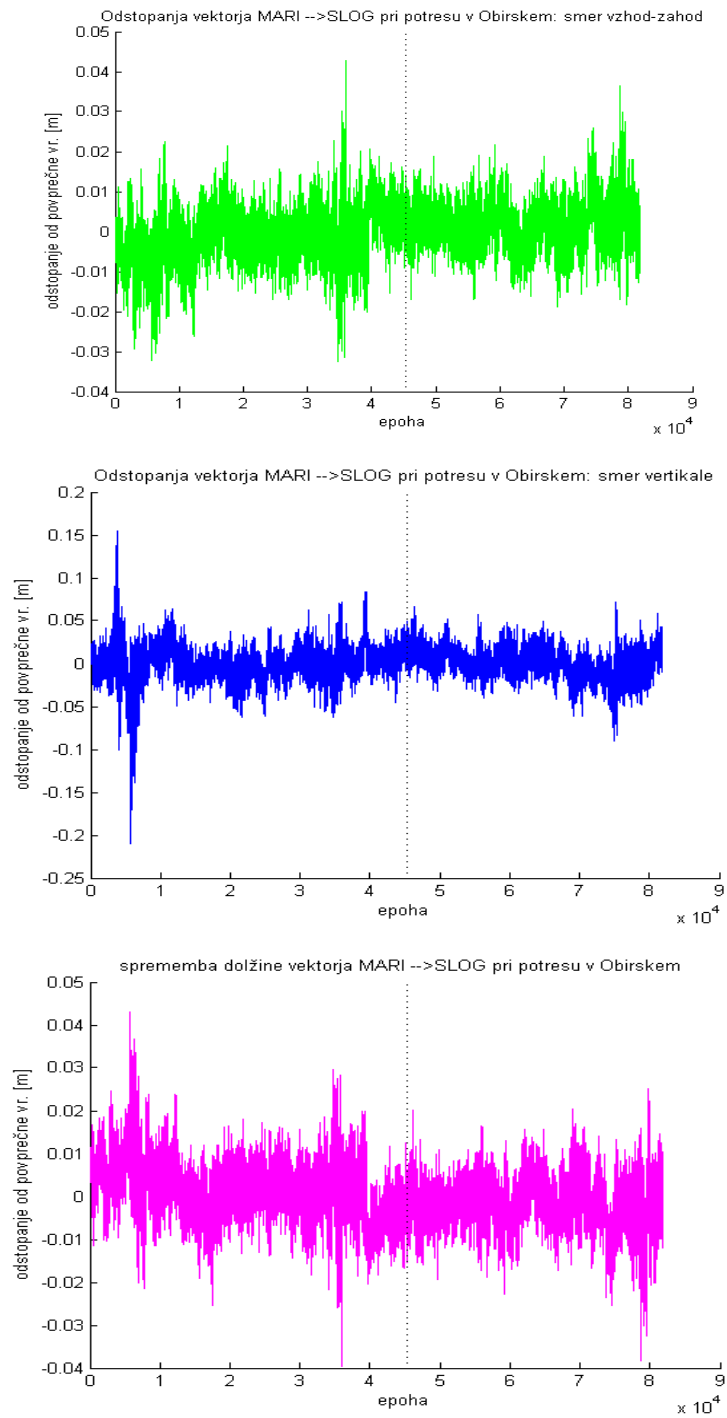 Odstopanja vektorja MARI -->SLOG pri potresu v Obirskem: smer vzhod-zahod
odstopanje od povprečne vr. [m]
0.05
0.04
0.03
0.02
0.01
0
-0.01
-0.02
-0.03
-0.04
0 1 2 3 4 5 6 7 8 9
epoha
x 10^4
Odstopanja vektorja MARI -->SLOG pri potresu v Obirskem: smer vertikale
odstopanje od povprečne vr. [m]
0.2
0.15
0.1
0.05
0
-0.05
-0.1
-0.15
-0.2
-0.25
0 1 2 3 4 5 6 7 8 9
epoha
x 10^4
sprememba dolžine vektorja MARI -->SLOG pri potresu v Obirskem
odstopanje od povprečne vr. [m]
0.05
0.04
0.03
0.02
0.01
0
-0.01
-0.02
-0.03
-0.04
0 1 2 3 4 5 6 7 8 9
epoha
x 10^4